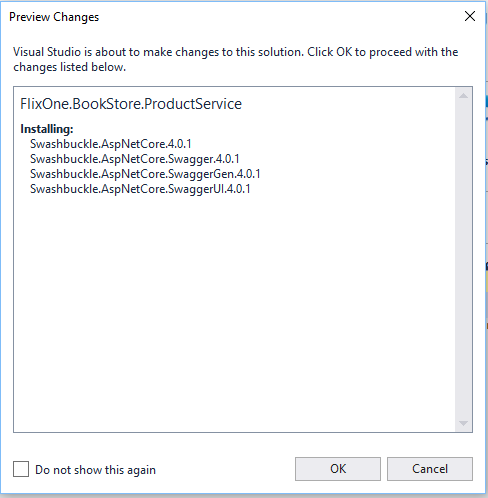 Preview Changes
Visual Studio is about to make changes to this solution. Click OK to proceed with the
changes listed below.
FlixOne.BookStore.ProductService
Installing:
Swashbuckle.AspNetCore.4.0.1
Swashbuckle.AspNetCore.Swagger.4.0.1
Swashbuckle.AspNetCore.SwaggerGen.4.0.1
Swashbuckle.AspNetCore.SwaggerUI.4.0.1
Do not show this again
OK
Cancel